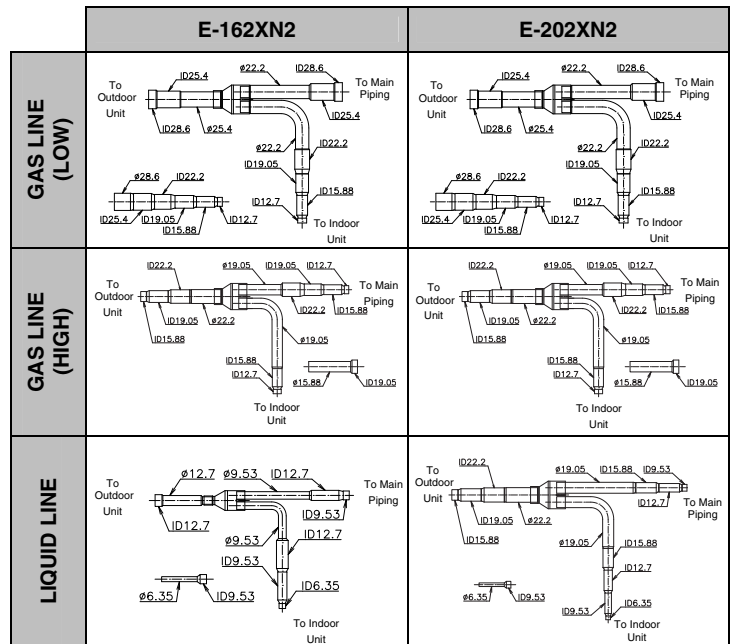 E-162XN2
E-202XN2
GAS LINE
(LOW)
ID25.4
ø22.2
ID28.6
To
Outdoor
Unit
To Main
Piping
ID28.6
ø25.4
ID25.4
ø22.2
ID22.2
ID19.05
ø28.6
ID22.2
ID15.88
ID25.4
ID19.05
ID12.7
ID15.88
ID12.7
To Indoor
Unit
ID25.4
ø22.2
ID28.6
To
Outdoor
Unit
To Main
Piping
ID28.6
ø25.4
ID25.4
ø22.2
ID22.2
ID19.05
ø28.6
ID22.2
ID15.88
ID25.4
ID19.05
ID12.7
ID15.88
ID12.7
To Indoor
Unit
GAS LINE
(HIGH)
ID22.2
ø19.05
ID19.05
ID12.7
To
Outdoor
Unit
To Main
Piping
ID19.05
ø22.2
ID22.2
ID15.88
ID15.88
ø19.05
ID15.88
ID12.7
ø15.88
ID19.05
To Indoor
Unit
ID22.2
ø19.05
ID19.05
ID12.7
To
Outdoor
Unit
To Main
Piping
ID19.05
ø22.2
ID22.2
ID15.88
ID15.88
ø19.05
ID15.88
ID12.7
ø15.88
ID19.05
To Indoor
Unit
LIQUID LINE
ø12.7
ø9.53
ID12.7
To
Outdoor
Unit
To Main
Piping
ID12.7
ID9.53
ø9.53
ID12.7
ID9.53
ø6.35
ID9.53
ID6.35
To Indoor
Unit
ID22.2
ø19.05
ID15.88
ID9.53
To
Outdoor
Unit
To Main
Piping
ID12.7
ID19.05
ø22.2
ID15.88
ø19.05
ID15.88
ID12.7
ø6.35
ID9.53
ID9.53
ID6.35
To Indoor
Unit